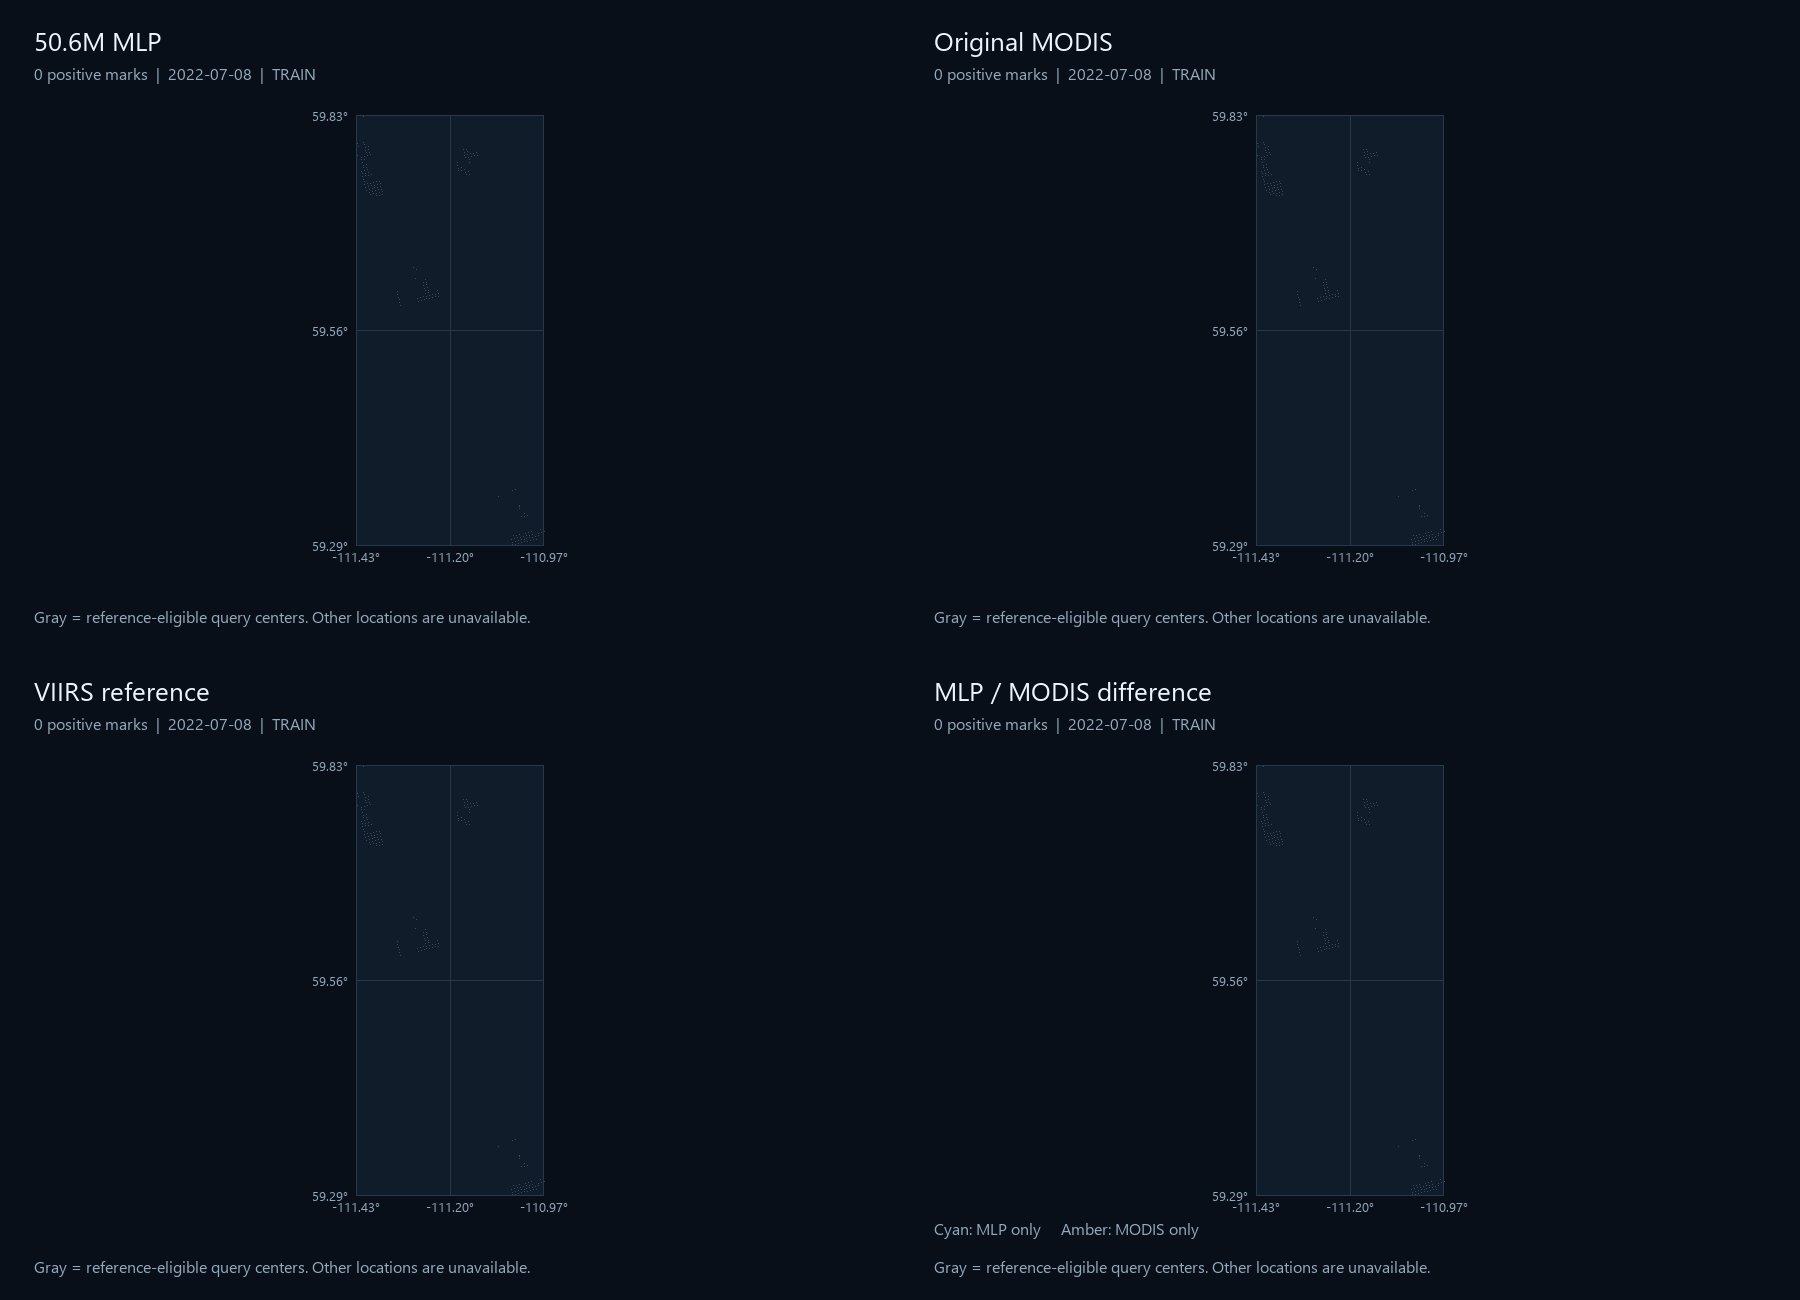 50.6M MLP
0 positive marks | 2022-07-08 | TRAIN
59.83°
59.56°
59.29°
-111.43° -111.20° -110.97°
Gray = reference-eligible query centers. Other locations are unavailable.
Original MODIS
0 positive marks | 2022-07-08 | TRAIN
59.83°
59.56°
59.29°
-111.43° -111.20° -110.97°
Gray = reference-eligible query centers. Other locations are unavailable.
VIIRS reference
0 positive marks | 2022-07-08 | TRAIN
59.83°
59.56°
59.29°
-111.43° -111.20° -110.97°
Gray = reference-eligible query centers. Other locations are unavailable.
MLP / MODIS difference
0 positive marks | 2022-07-08 | TRAIN
59.83°
59.56°
59.29°
-111.43° -111.20° -110.97°
Cyan: MLP only Amber: MODIS only
Gray = reference-eligible query centers. Other locations are unavailable.